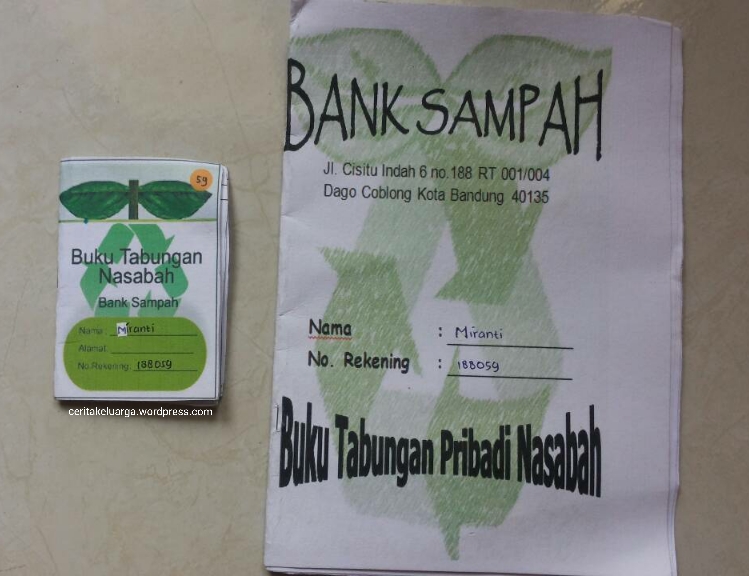 59
Buku Tabungan
Nasabah
Bank Sampah
Nama: Miranti
Alamat:
No.Rekening: 188059
ceritakeluarga.wordpress.com
BANK SAMPAH
Jl. Cisitu Indah 6 no.188 RT 001/004
Dago Coblong Kota Bandung 40135
Nama : Miranti
No. Rekening : 188059
Buku Tabungan Pribadi Nasabah